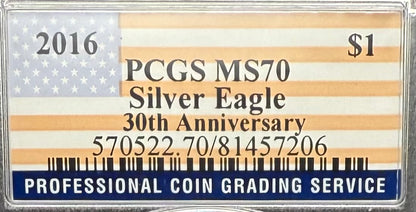 2016 $1
PCGS MS70
Silver Eagle
30th Anniversary
570522.70/81457206
PROFESSIONAL COIN GRADING SERVICE